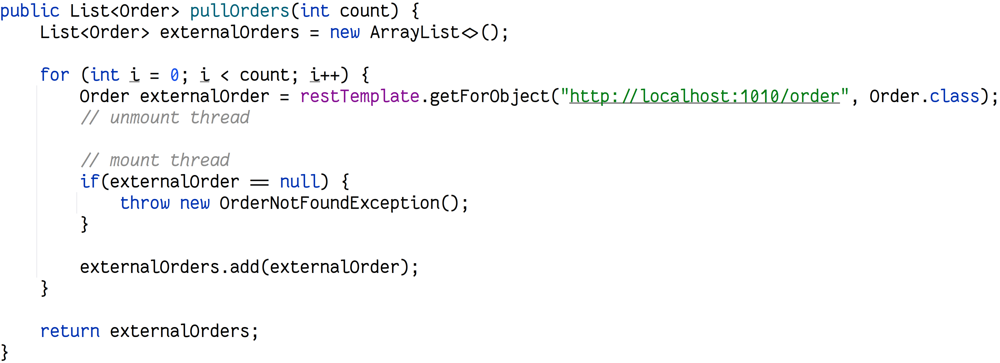 public List<Order> pullOrders(int count) {
    List<Order> externalOrders = new ArrayList<>();
    for (int i = 0; i < count; i++) {
        Order externalOrder = restTemplate.getForObject("http://localhost:1010/order", Order.class);
        // unmount thread
        // mount thread
        if(externalOrder == null) {
            throw new OrderNotFoundException();
        }
        externalOrders.add(externalOrder);
    }
    return externalOrders;
}